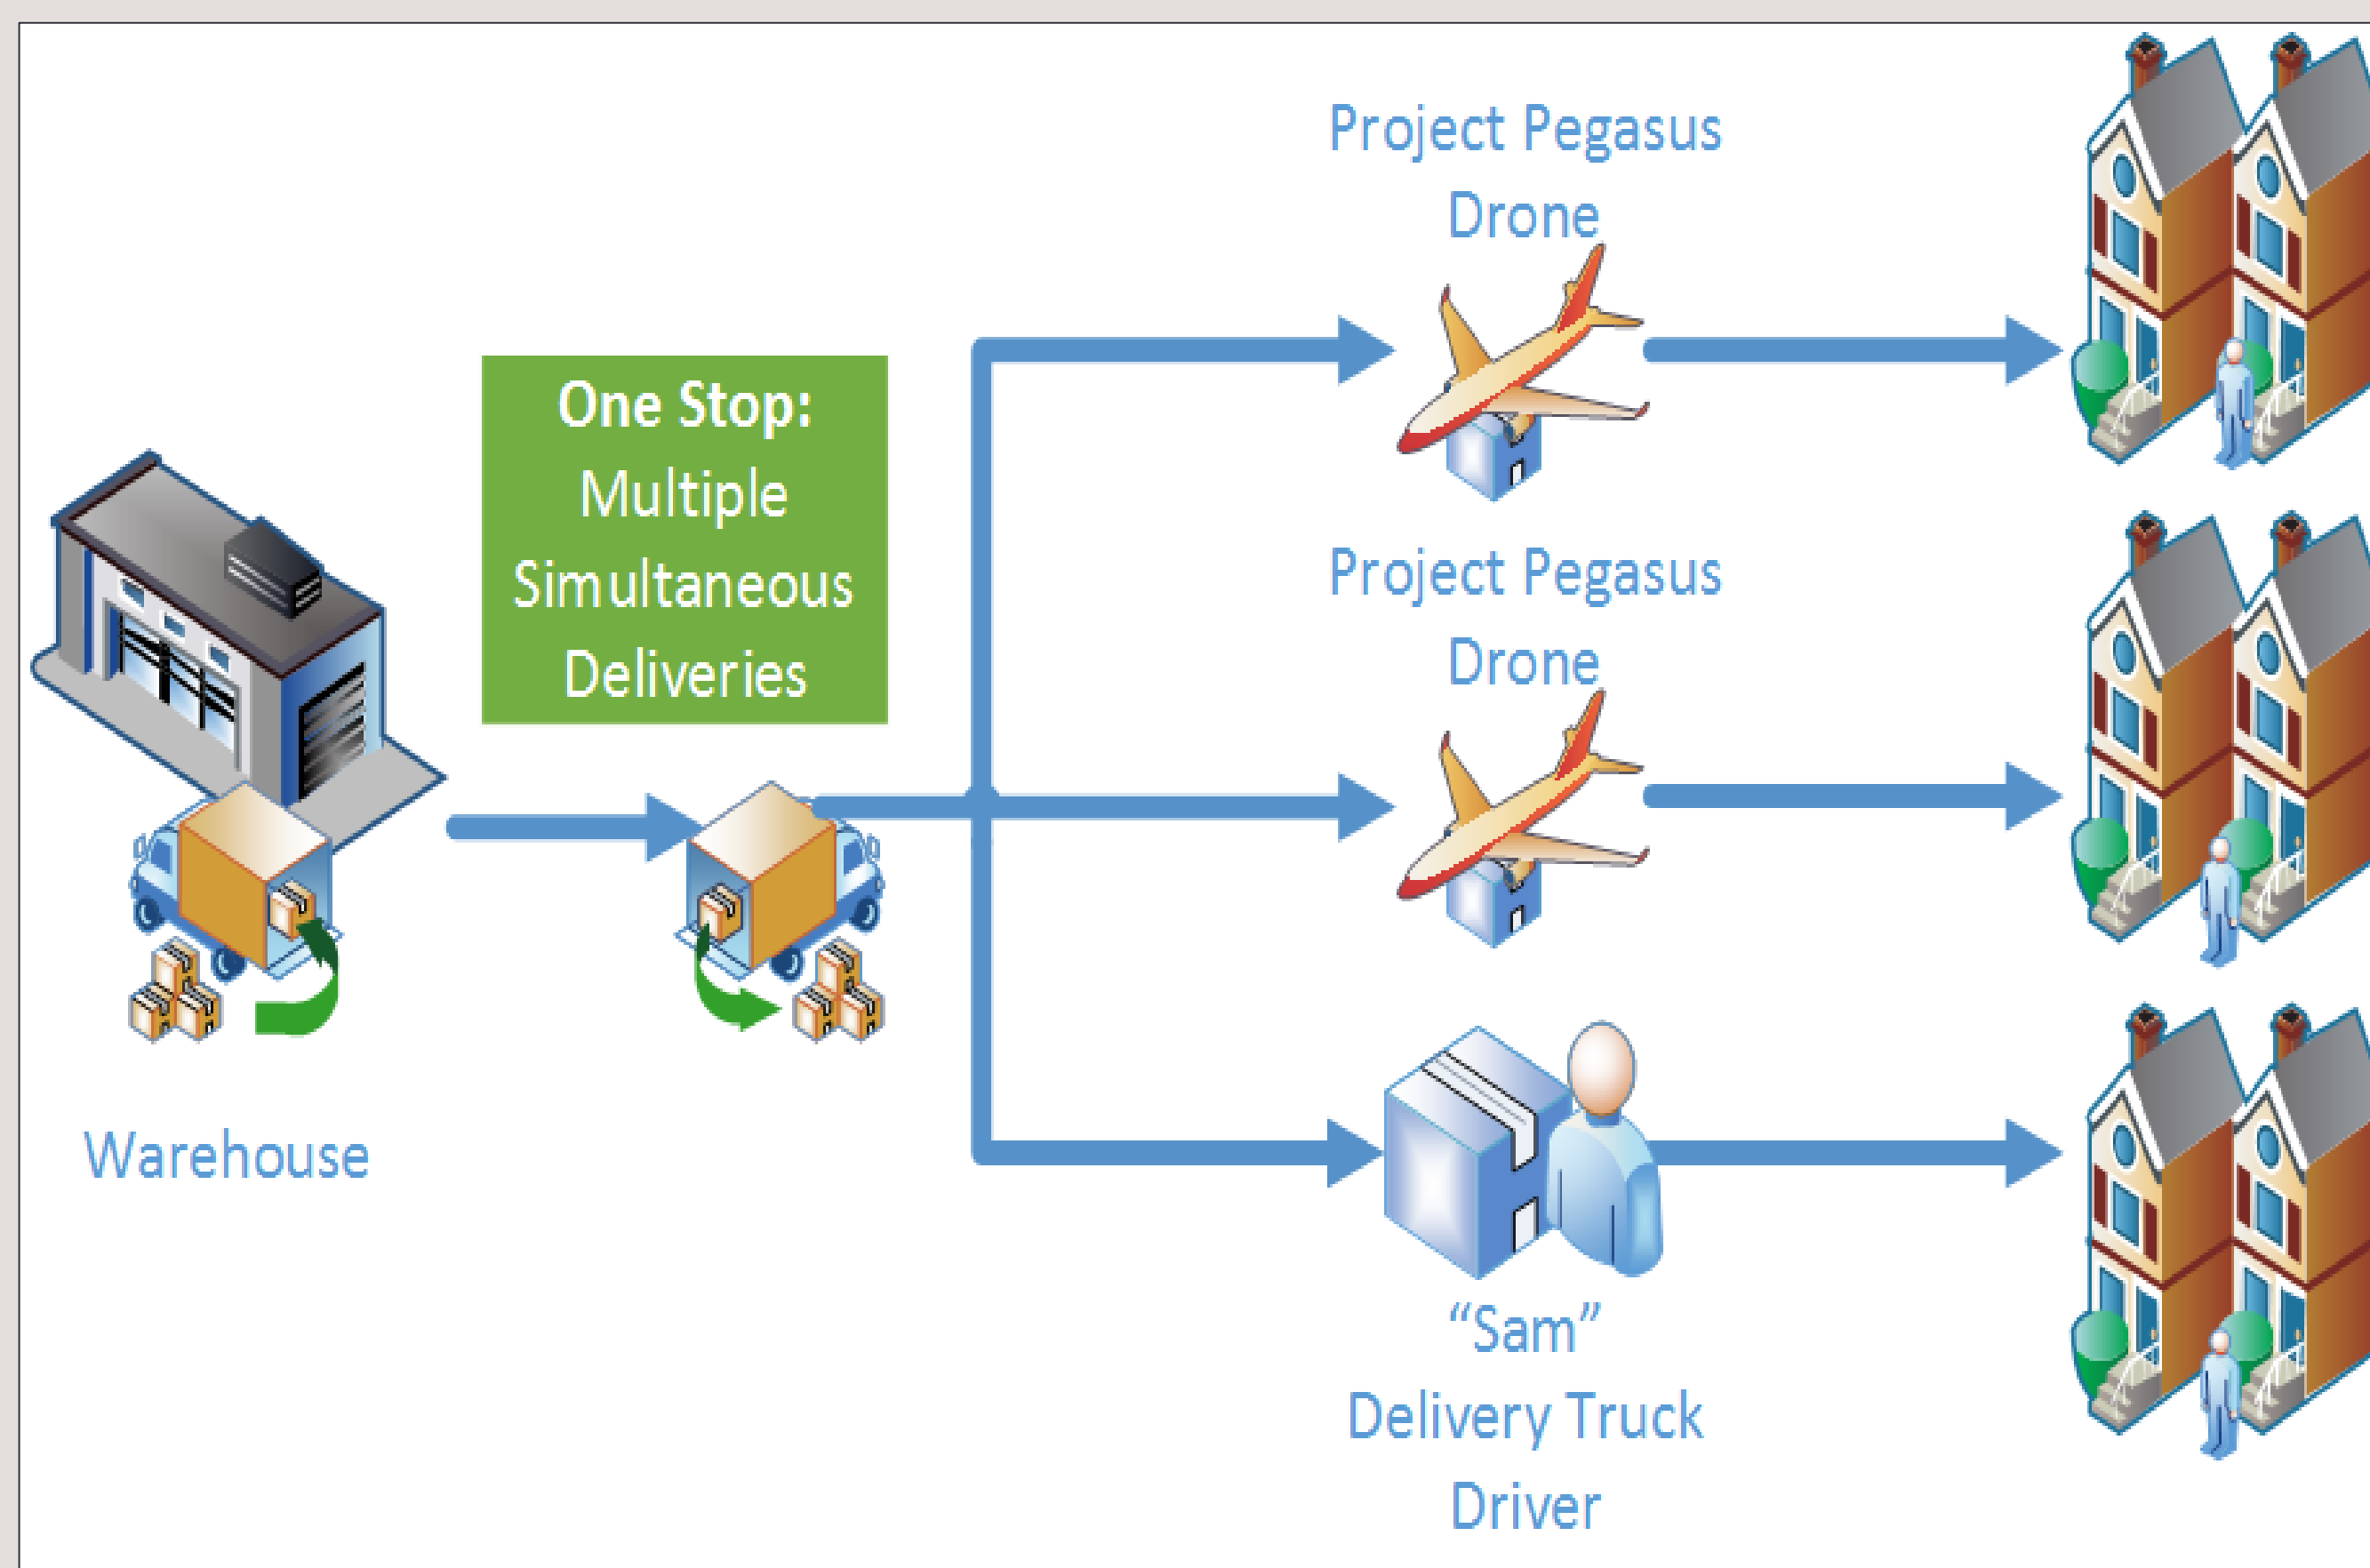 Project Pegasus
Drone
One Stop:
Multiple
Simultaneous
Deliveries
Project Pegasus
Drone
Warehouse
“Sam”
Delivery Truck
Driver